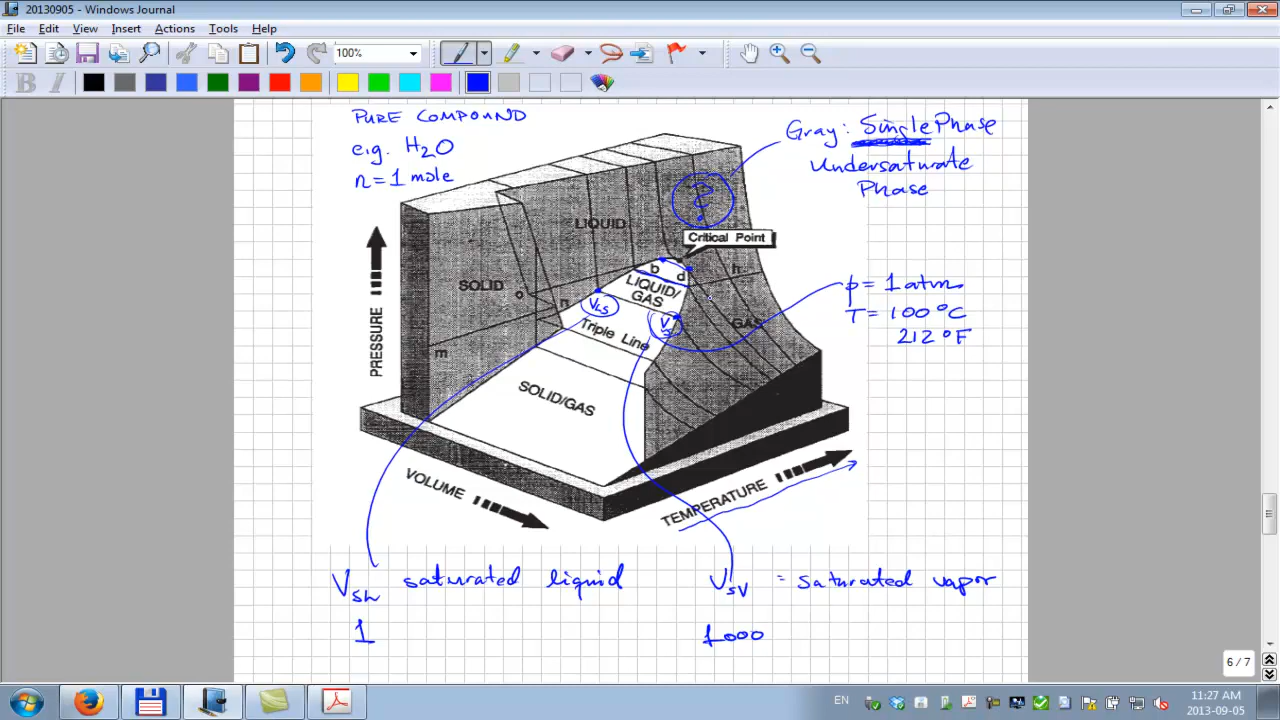 20130905 - Windows Journal
File Edit View Insert Actions Tools Help
100%
B I
PURE COMPOUND
e.g. H2O
n = 1 mole
Gray: Single Phase
Undersaturate
Phase
?
LIQUID
Critical Point
SOLID
b
d
h
LIQUID/
GAS
o
n
VLS
V
GAS
Triple Line
m
SOLID/GAS
PRESSURE
VOLUME
TEMPERATURE
p = 1 atm
T = 100 °C
212 °F
VSL saturated liquid
VSV = saturated vapor
1
1000
6 / 7
EN
11:27 AM
2013-09-05